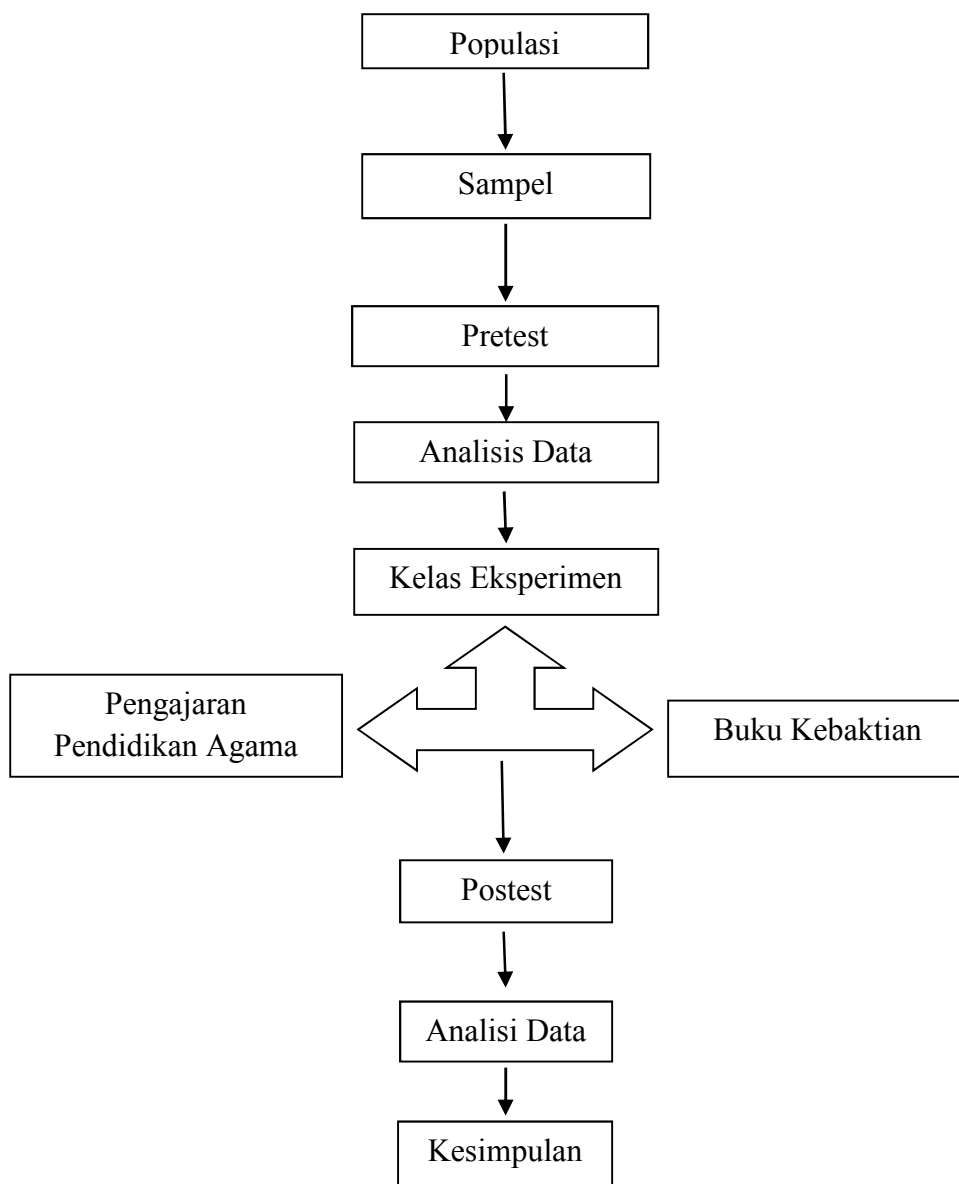 Populasi
Sampel
Pretest
Analisis Data
Kelas Eksperimen
Pengajaran
Pendidikan Agama
Buku Kebaktian
Postest
Analisi Data
Kesimpulan